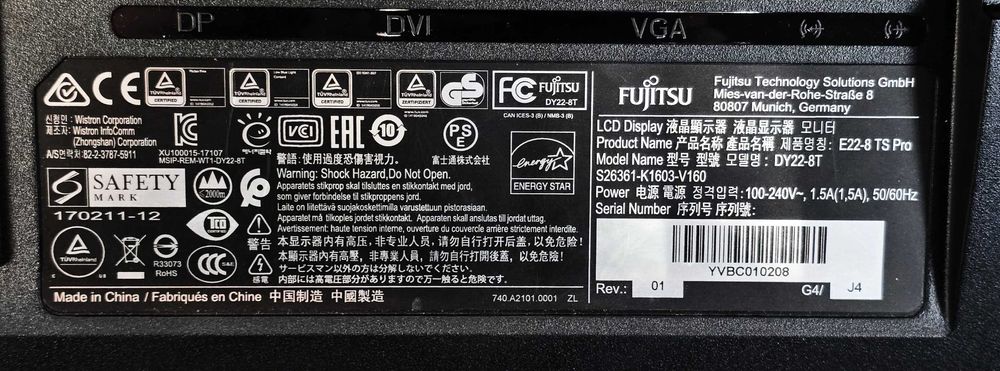 DP DVI VGA
CE
TÜVRheinland CERTIFIED
TÜVRheinland CERTIFIED
TÜVRheinland CERTIFIED
TÜVRheinland ZERTIFIZIERT
GS
FC FUJITSU
DY22-8T
CAN ICES-3 (B) / NMB-3 (B)
신청인: Wistron Corporation
제조자: Wistron InfoComm
(Zhongshan) Corporation
A/S연락처: 82-2-3787-5911
XU100015-17107
MSIP-REM-WT1-DY22-8T
VCI
EAC
10
PSE
富士通株式会社
energy
ENERGY STAR
S SAFETY
MARK
170211-12
2000m
TCO
TÜVRheinland
R33073
RoHS
CCC
警告
警語: 使用過度恐傷害視力。
Warning: Shock Hazard,Do Not Open.
Apparatets stikprop skal tilsluttes en stikkontakt med jord,
som giver forbindelse til stikproppens jord.
Laite on liitettävä suojakoskettimilla varustettuun pistorasiaan.
Apparatet må tilkoples jordet stikkontakt. Apparaten skall anslutas till jordat uttag.
Avertissement: haute tension interne, ouverture du couvercle arrière strictement interdit.
本显示器内有高压，非专业人员，请勿自行打开后盖，以免危险!
本顯示器內有高壓，非專業人員，請勿自行打開後蓋，以免危險!
サービスマン以外の方は分解しないでください。
内部には高電圧部分がありますので万一触ると危険です.
Made in China / Fabriqués en Chine 中国制造 中國製造
740.A2101.0001 ZL
FUJITSU
Fujitsu Technology Solutions GmbH
Mies-van-der-Rohe-Straße 8
80807 Munich, Germany
LCD Display 液晶顯示器 液晶显示器 모니터
Product Name 产品名称 產品名稱 제품명칭: E22-8 TS Pro
Model Name 型号 型號 모델명 : DY22-8T
S26361-K1603-V160
Power 电源 電源 정격입력:100-240V~, 1.5A(1,5A), 50/60Hz
Serial Number 序列号 序列號:
YVBC010208
Rev.: 01 G4/ J4